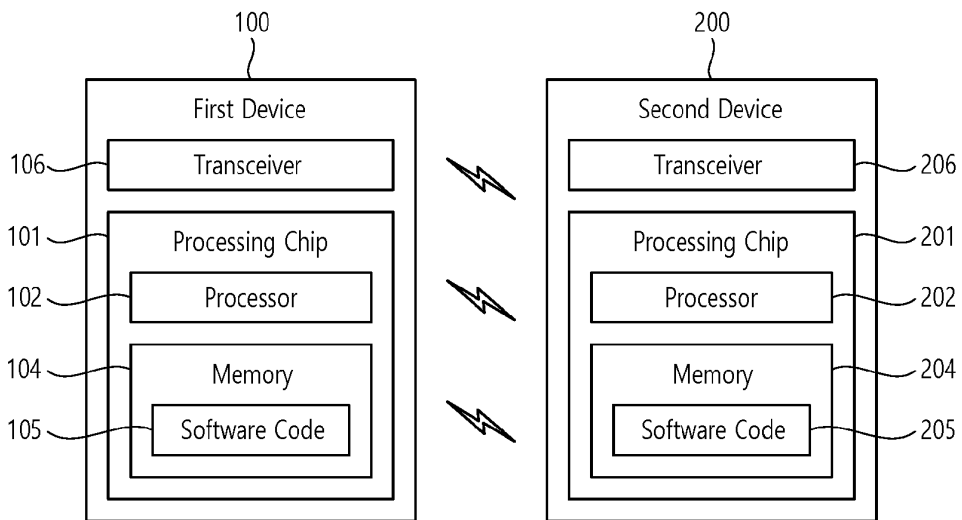 100
200
First Device
Second Device
106
Transceiver
Transceiver
206
101
Processing Chip
Processing Chip
201
102
Processor
Processor
202
104
Memory
Memory
204
105
Software Code
Software Code
205